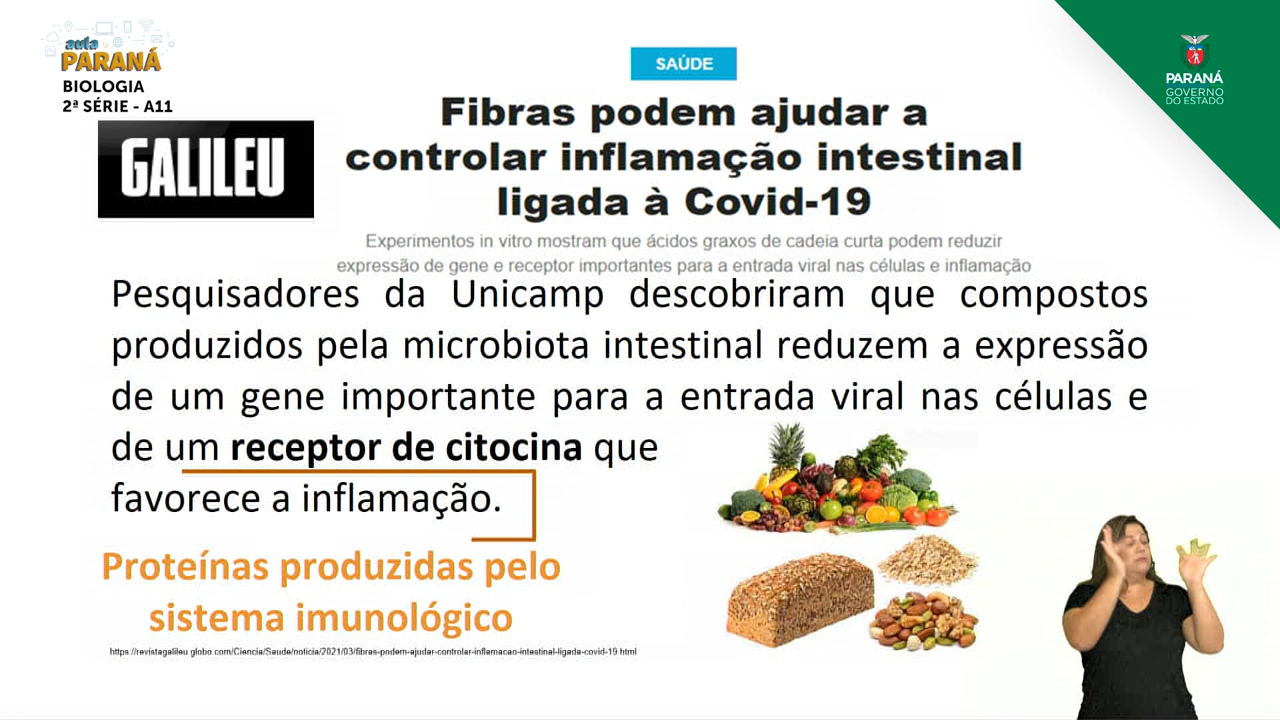 aula
PARANÁ
BIOLOGIA
2ª SÉRIE - A11
GALILEU
SAÚDE
Fibras podem ajudar a
controlar inflamação intestinal
ligada à Covid-19
Experimentos in vitro mostram que ácidos graxos de cadeia curta podem reduzir
expressão de gene e receptor importantes para a entrada viral nas células e inflamação
PARANÁ
GOVERNO
DO ESTADO
Pesquisadores da Unicamp descobriram que compostos
produzidos pela microbiota intestinal reduzem a expressão
de um gene importante para a entrada viral nas células e
de um receptor de citocina que
favorece a inflamação.
Proteínas produzidas pelo
sistema imunológico
https://revistagalileu.globo.com/Ciencia/Saude/noticia/2021/03/fibras-podem-ajudar-controlar-inflamacao-intestinal-ligada-covid-19.html